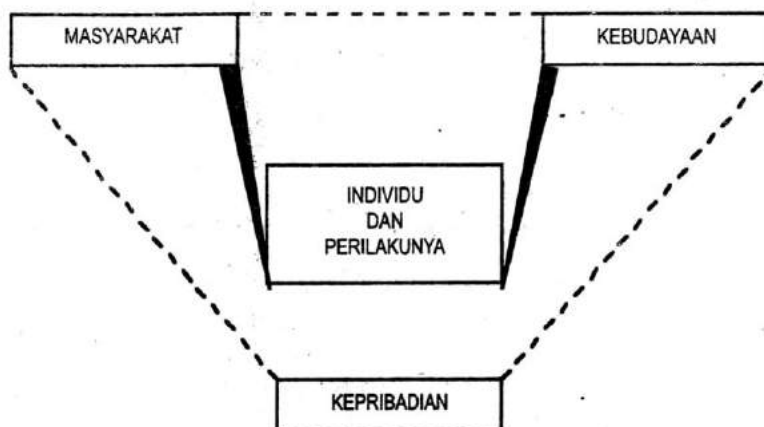 MASYARAKAT
KEBUDAYAAN
INDIVIDU
DAN
PERILAKUNYA
KEPRIBADIAN